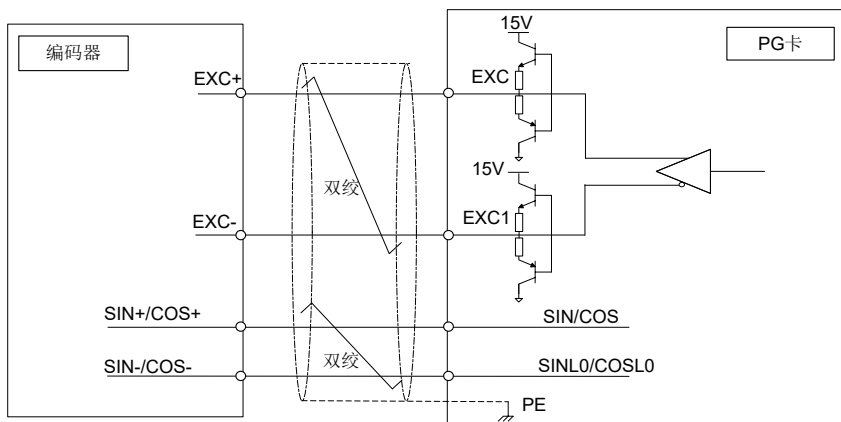 编码器
PG卡
15V
EXC+
EXC
双绞
15V
EXC-
EXC1
SIN+/COS+
SIN/COS
双绞
SIN-/COS-
SINL0/COSL0
PE